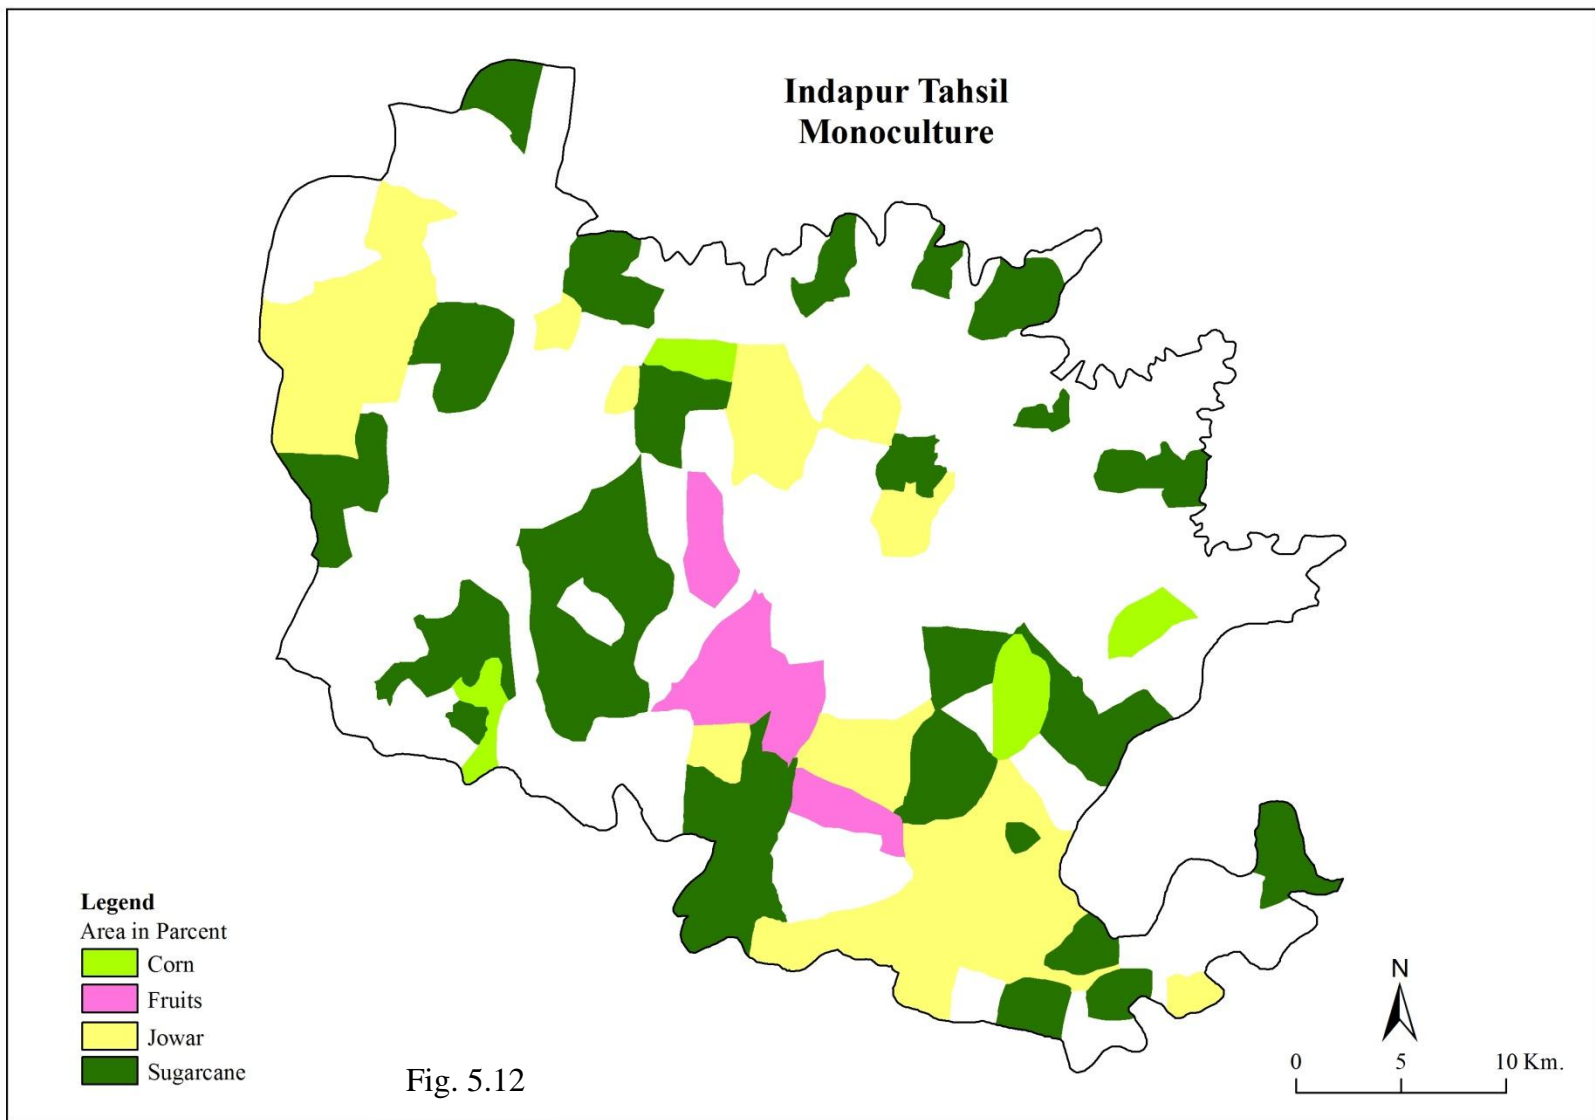 Indapur Tahsil
Monoculture
Legend
Area in Parcent
Corn
Fruits
Jowar
Sugarcane
Fig. 5.12
N
0 5 10 Km.